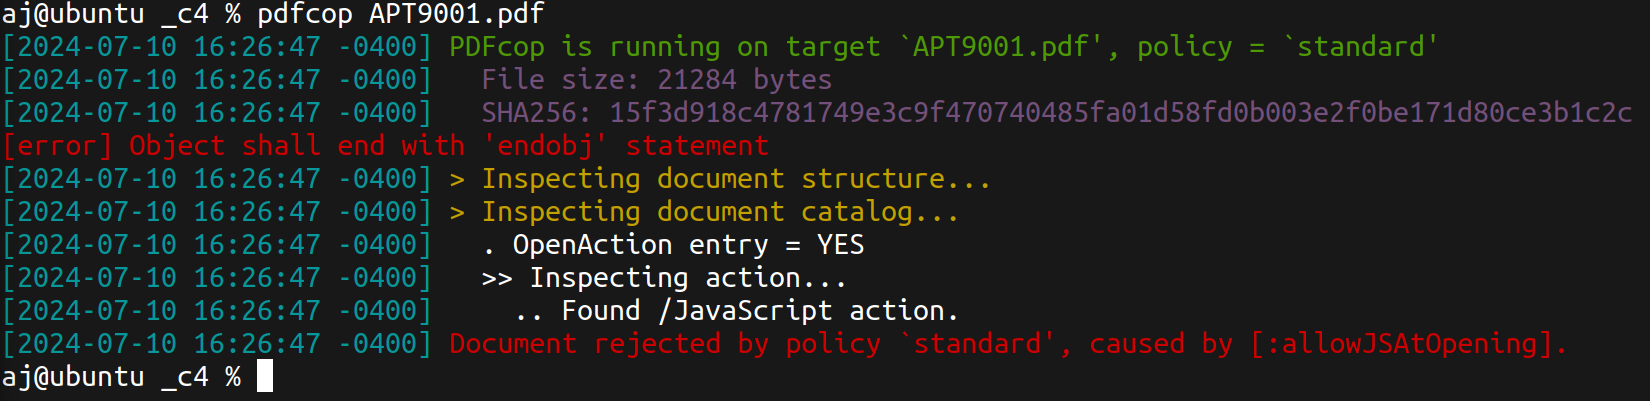 aj@ubuntu _c4 % pdfcop APT9001.pdf
[2024-07-10 16:26:47 -0400] PDFcop is running on target `APT9001.pdf', policy = `standard'
[2024-07-10 16:26:47 -0400]   File size: 21284 bytes
[2024-07-10 16:26:47 -0400]   SHA256: 15f3d918c4781749e3c9f470740485fa01d58fd0b003e2f0be171d80ce3b1c2c
[error] Object shall end with 'endobj' statement
[2024-07-10 16:26:47 -0400] > Inspecting document structure...
[2024-07-10 16:26:47 -0400] > Inspecting document catalog...
[2024-07-10 16:26:47 -0400]   . OpenAction entry = YES
[2024-07-10 16:26:47 -0400]   >> Inspecting action...
[2024-07-10 16:26:47 -0400]     .. Found /JavaScript action.
[2024-07-10 16:26:47 -0400] Document rejected by policy `standard', caused by [:allowJSAtOpening].
aj@ubuntu _c4 %